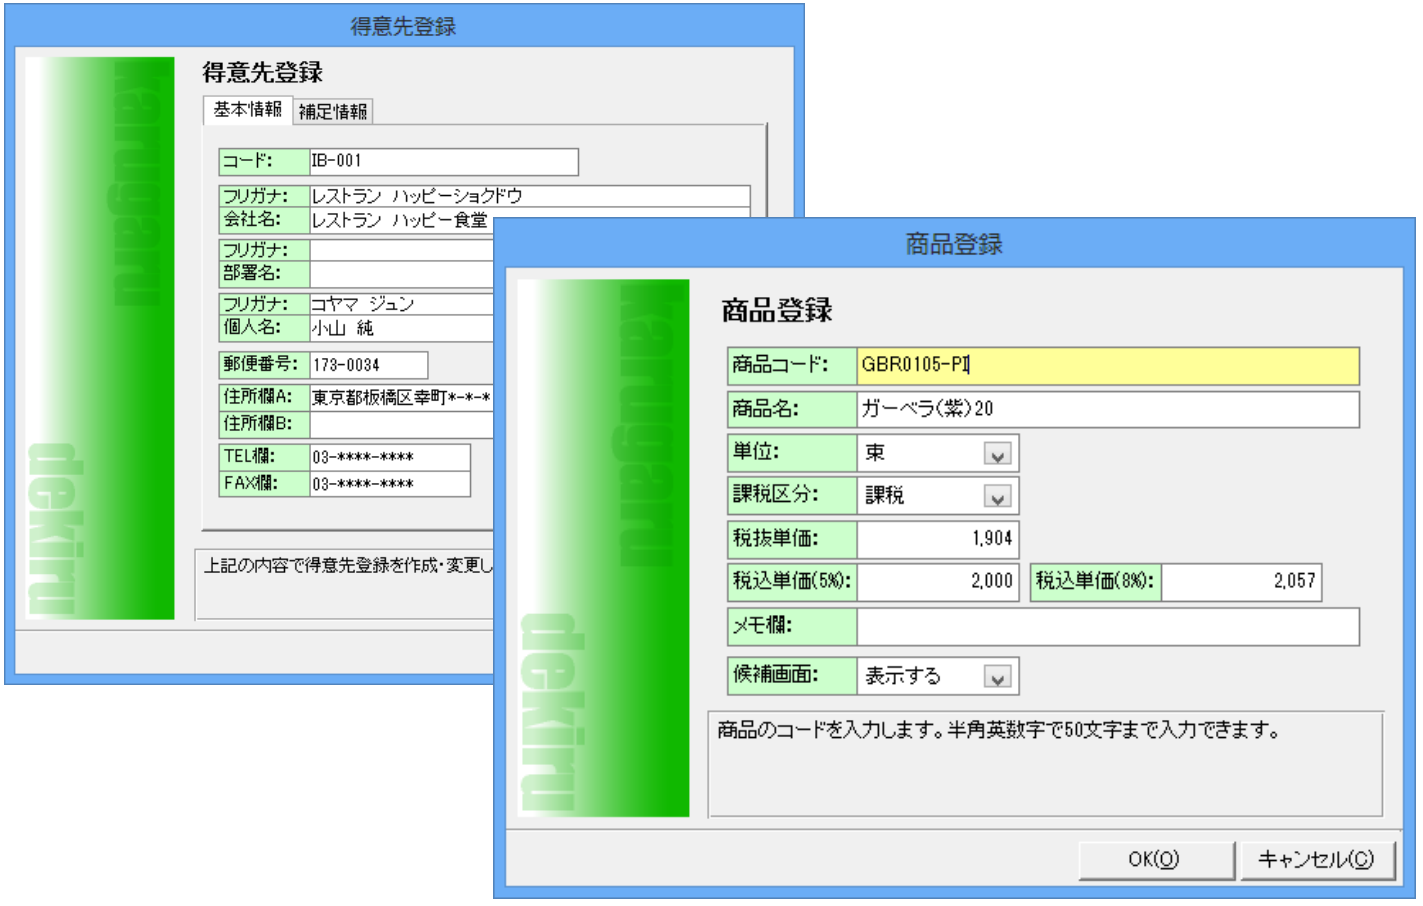 得意先登録
karugaru
dekiru
得意先登録
基本情報 補足情報
コード: IB-001
フリガナ: レストラン ハッピーショクドウ
会社名: レストラン ハッピー食堂
フリガナ:
部署名:
フリガナ: コヤマ ジュン
個人名: 小山 純
郵便番号: 173-0034
住所欄A: 東京都板橋区幸町*-*-*
住所欄B:
TEL欄: 03-****-****
FAX欄: 03-****-****
上記の内容で得意先登録を作成・変更し
商品登録
karugaru
dekiru
商品登録
商品コード: GBR0105-PI
商品名: ガーベラ(紫)20
単位: 束
課税区分: 課税
税抜単価: 1,904
税込単価(5%): 2,000 税込単価(8%): 2,057
メモ欄:
候補画面: 表示する
商品のコードを入力します。半角英数字で50文字まで入力できます。
OK(O) キャンセル(C)